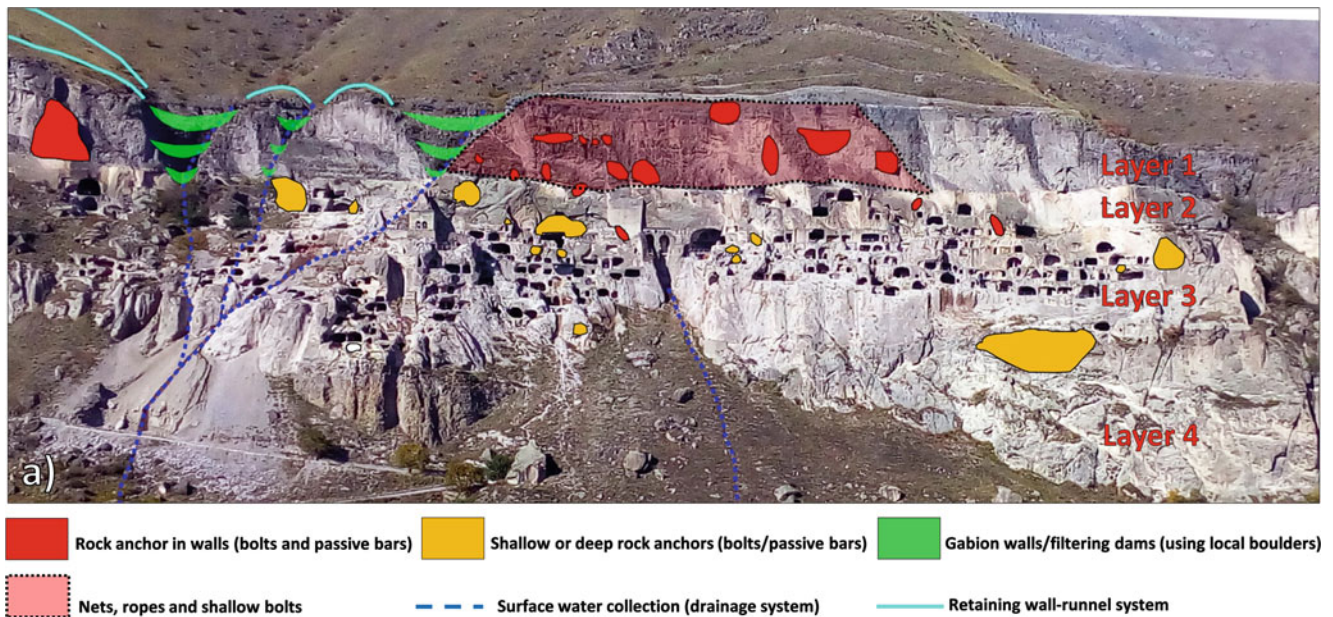 Layer 1
Layer 2
Layer 3
Layer 4
a)
Rock anchor in walls (bolts and passive bars)
Shallow or deep rock anchors (bolts/passive bars)
Gabion walls/filtering dams (using local boulders)
Nets, ropes and shallow bolts
Surface water collection (drainage system)
Retaining wall-runnel system